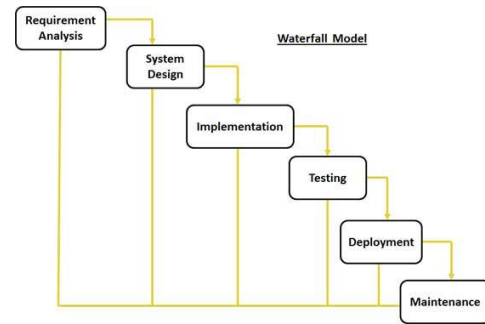 Requirement
Analysis
Waterfall Model
System
Design
Implementation
Testing
Deployment
Maintenance